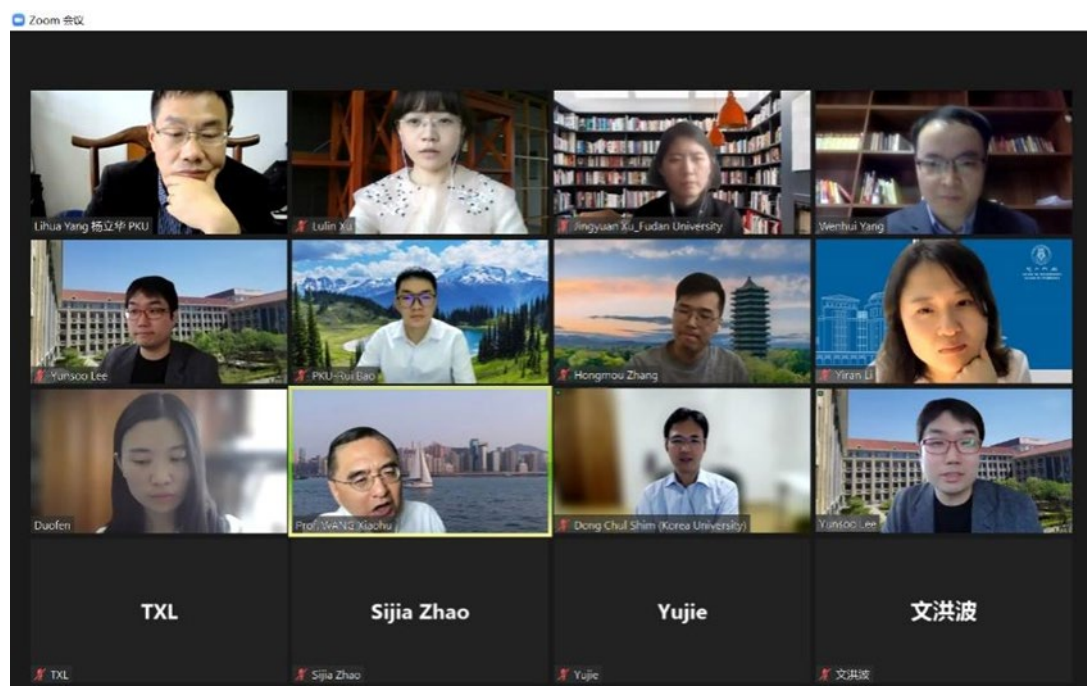 Zoom 会议
Lihua Yang 杨立华 PKU
Lulin Xu
Jingyuan Xu_Fudan University
Wenhui Yang
Yunsoo Lee
PKU-Rui Bao
Hongmou Zhang
Yiran Li
Duofen
Prof. WANG Xiaohu
Dong Chul Shim (Korea University)
Yunsoo Lee
TXL
Sijia Zhao
Yujie
文洪波
TXL
Sijia Zhao
Yujie
文洪波